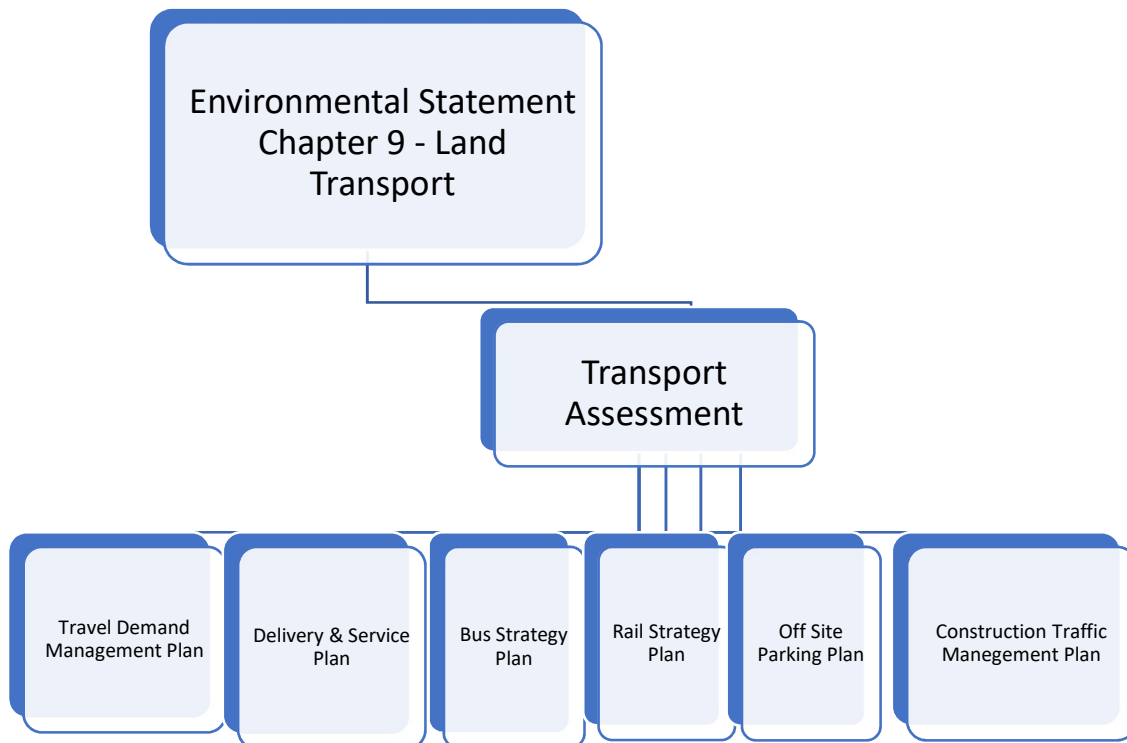 Environmental Statement
Chapter 9 - Land
Transport
Transport
Assessment
Travel Demand
Management Plan
Delivery & Service
Plan
Bus Strategy
Plan
Rail Strategy
Plan
Off Site
Parking Plan
Construction Traffic
Manegement Plan